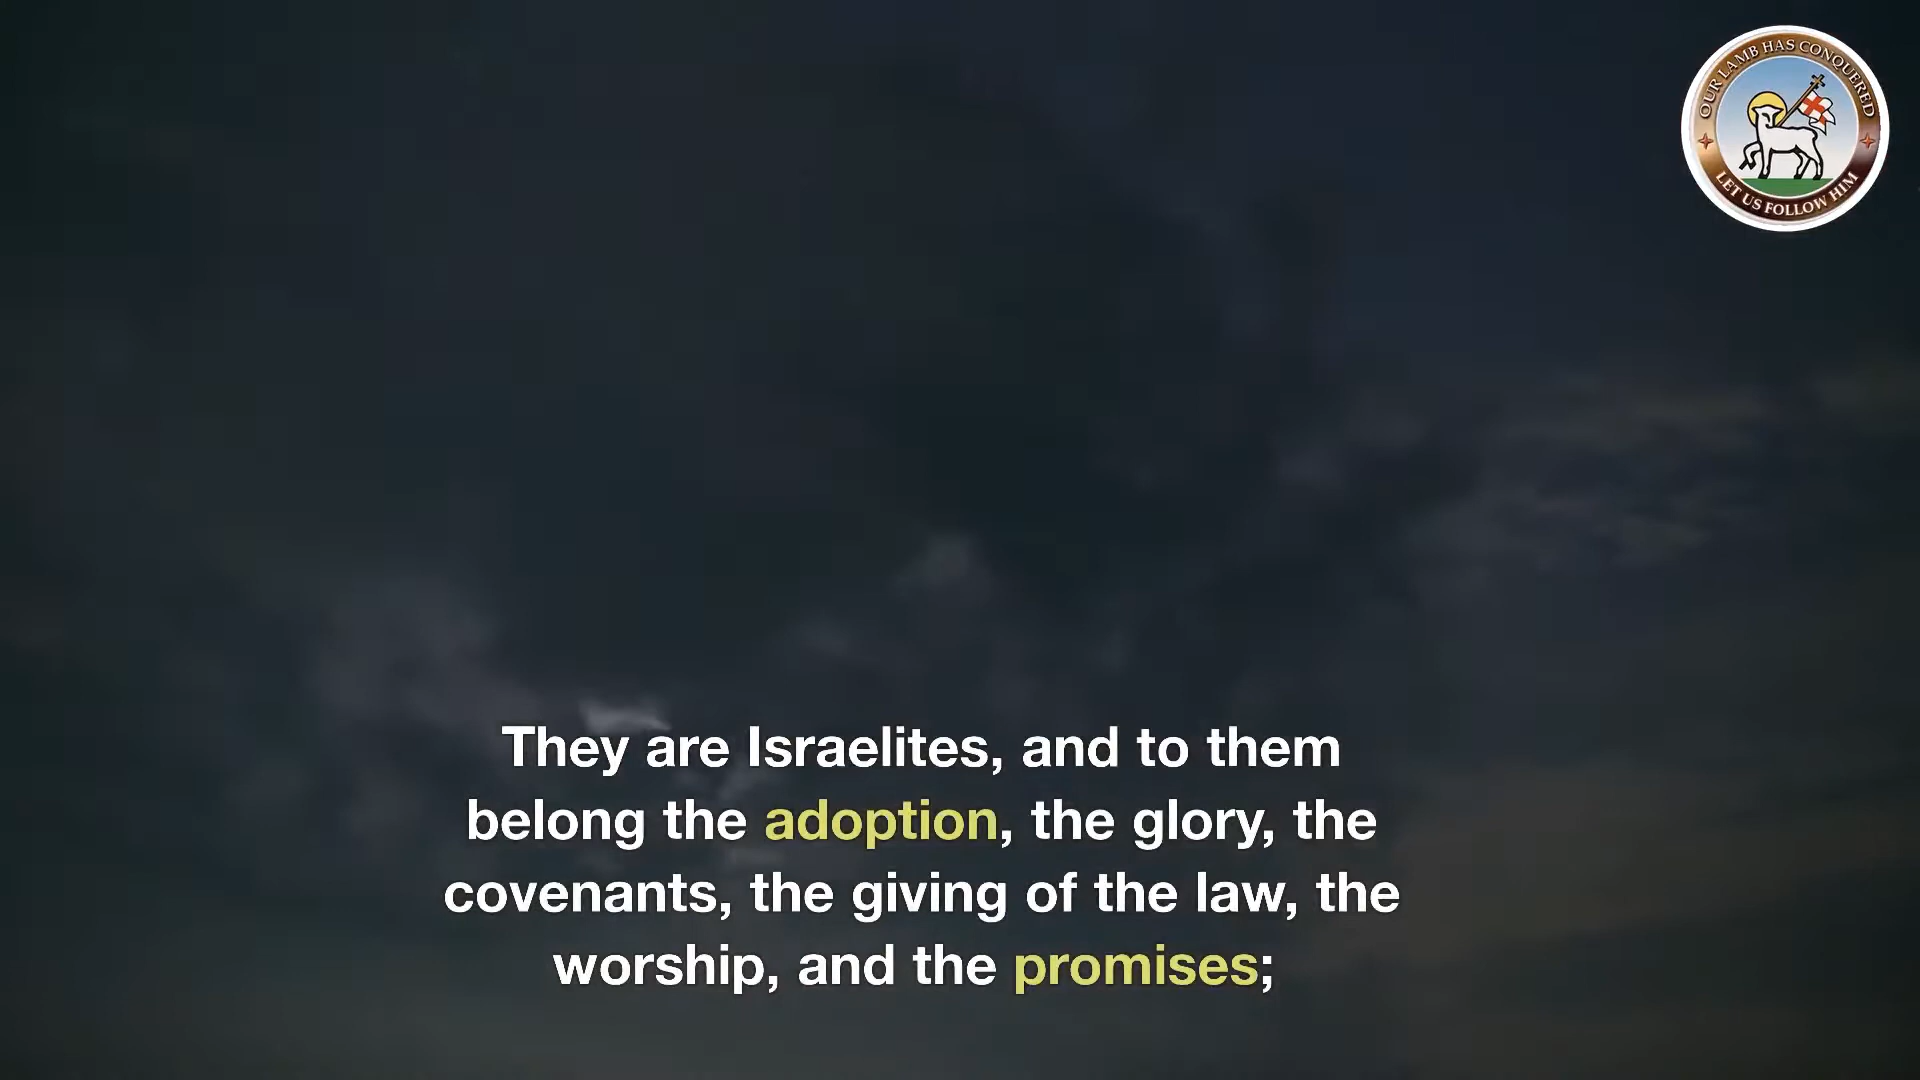 OUR LAMB HAS CONQUERED
LET US FOLLOW HIM
They are Israelites, and to them
belong the adoption, the glory, the
covenants, the giving of the law, the
worship, and the promises;